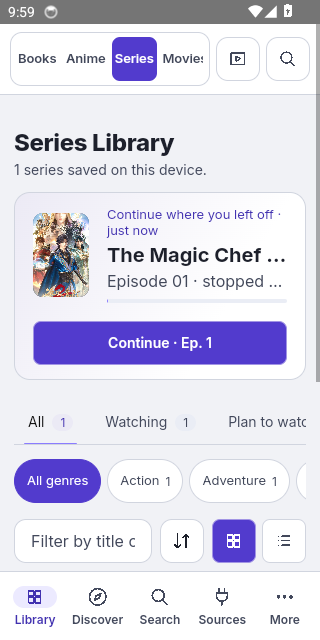 9:59
Books Anime Series Movies
Series Library
1 series saved on this device.
Continue where you left off ·
just now
The Magic Chef ...
Episode 01 · stopped ...
Continue · Ep. 1
All 1 Watching 1 Plan to watc
All genres Action 1 Adventure 1
Filter by title o
Library Discover Search Sources More